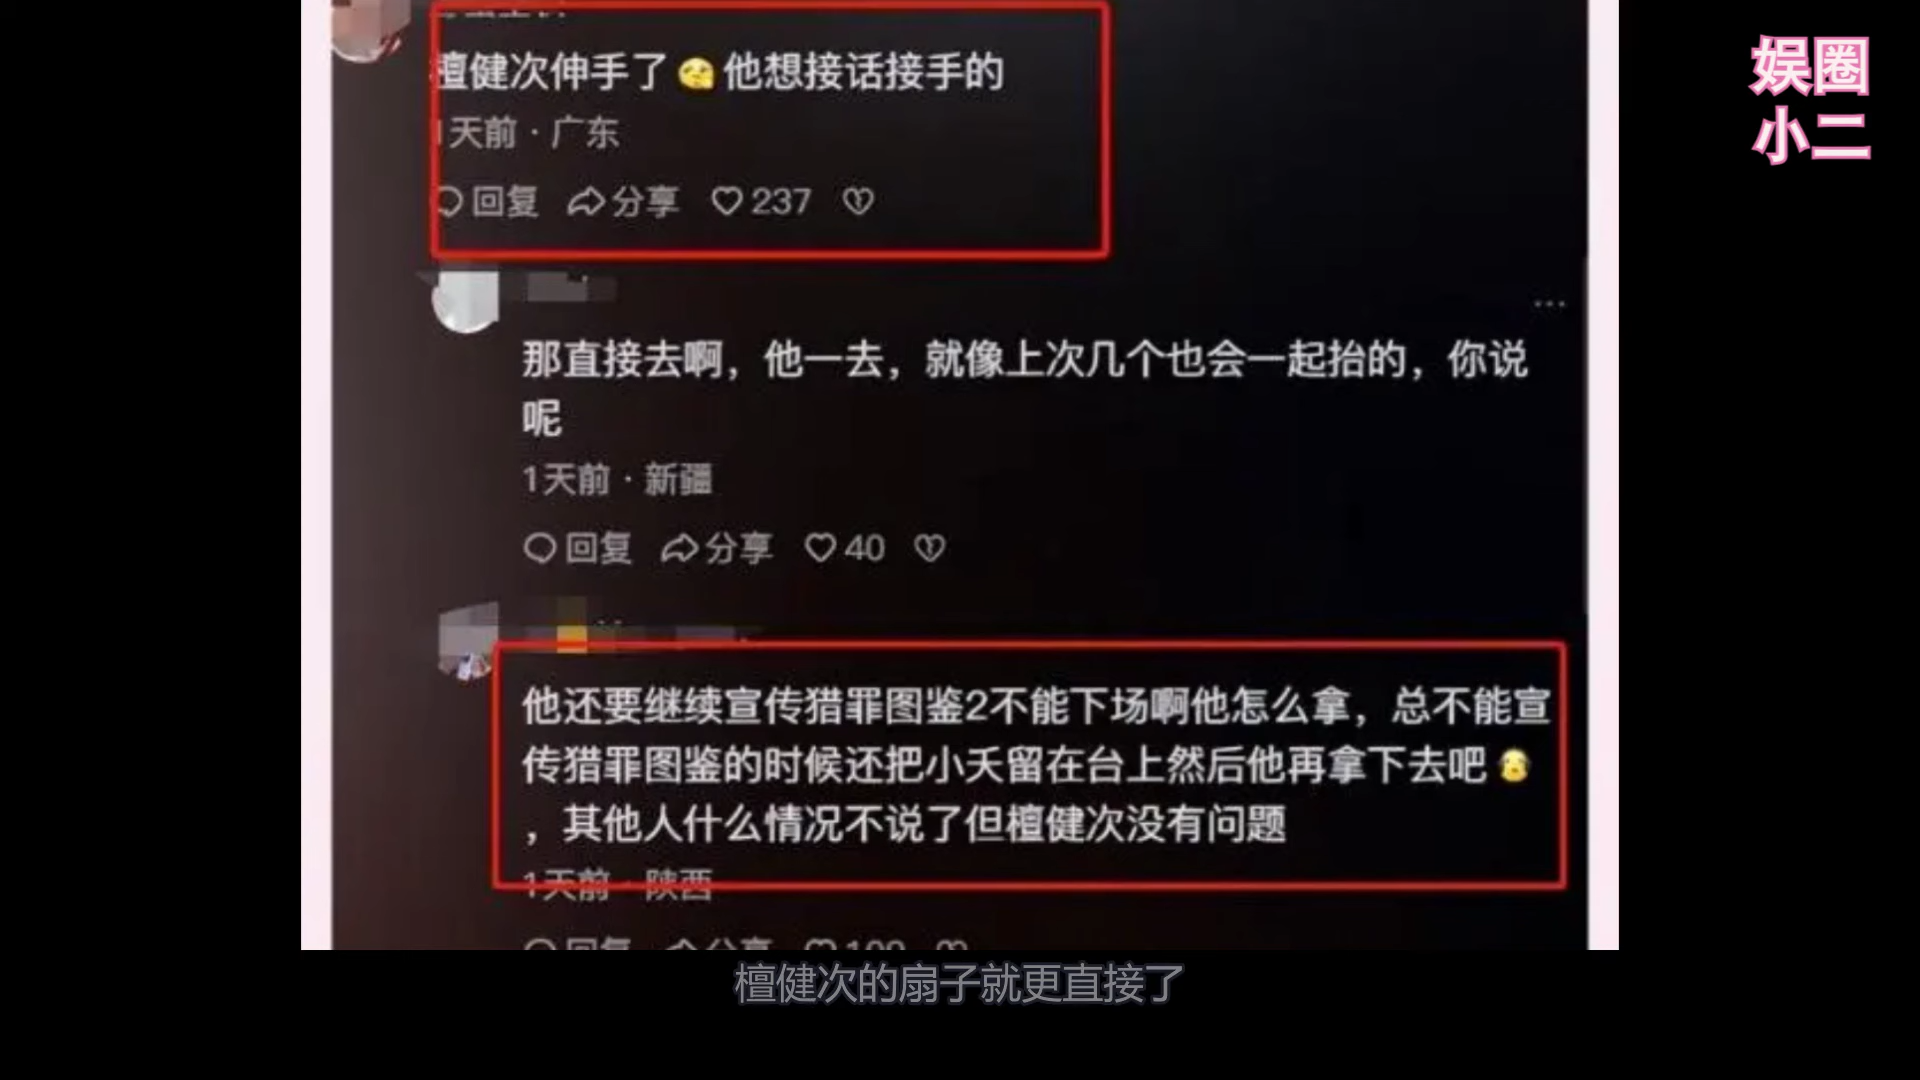 娱圈
小二
檀健次伸手了 他想接话接手的
1天前 · 广东
回复 分享 237
那直接去啊，他一去，就像上次几个也会一起抬的，你说
呢
1天前 · 新疆
回复 分享 40
他还要继续宣传猎罪图鉴2不能下场啊他怎么拿，总不能宣
传猎罪图鉴的时候还把小夭留在台上然后他再拿下去吧
，其他人什么情况不说了但檀健次没有问题
1天前 · 陕西
回复 分享
檀健次的扇子就更直接了